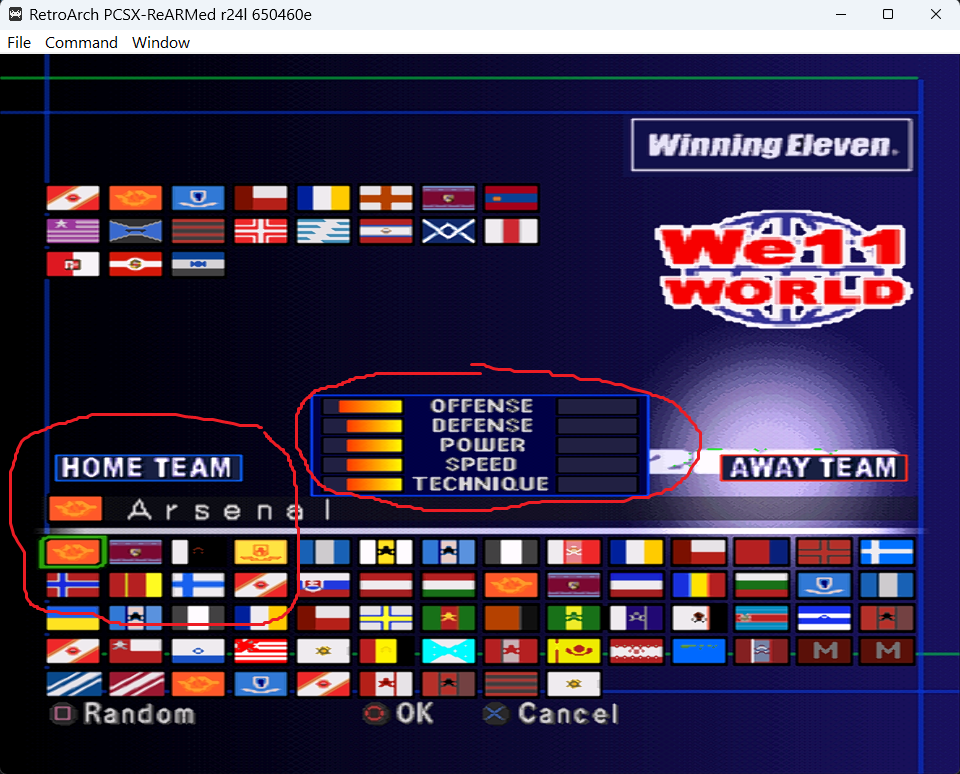 RetroArch PCSX-ReARMed r24l 650460e
File Command Window
Winning Eleven.
We11
WORLD
OFFENSE
DEFENSE
POWER
SPEED
TECHNIQUE
HOME TEAM
AWAY TEAM
Arsenal
M M
Random OK Cancel